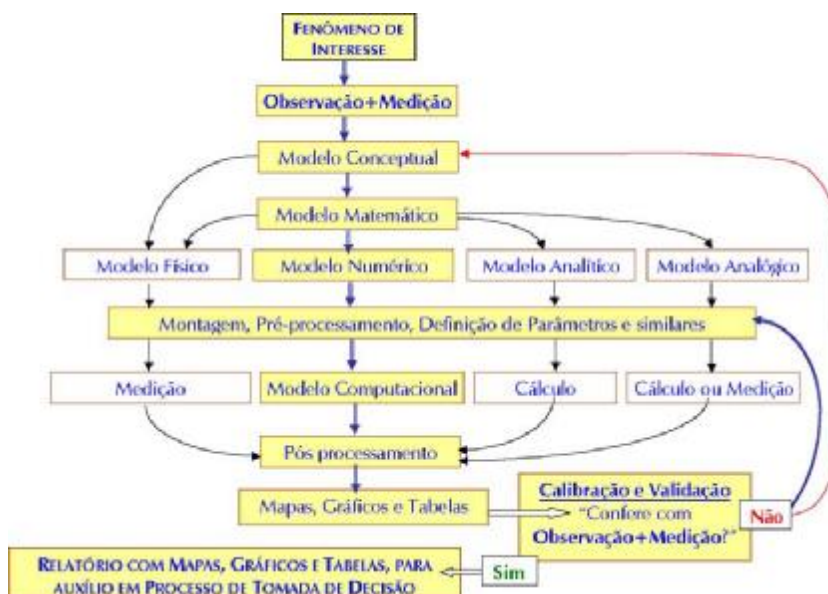 FENÔMENO DE
INTERESSE
Observação+Medição
Modelo Conceptual
Modelo Matemático
Modelo Físico
Modelo Numérico
Modelo Analítico
Modelo Analógico
Montagem, Pré-processamento, Definição de Parâmetros e similares
Medição
Modelo Computacional
Cálculo
Cálculo ou Medição
Pós processamento
Mapas, Gráficos e Tabelas
Calibração e Validação
"Confere com
Observação+Medição?"
Não
Sim
RELATÓRIO COM MAPAS, GRÁFICOS E TABELAS, PARA
AUXÍLIO EM PROCESSO DE TOMADA DE DECISÃO